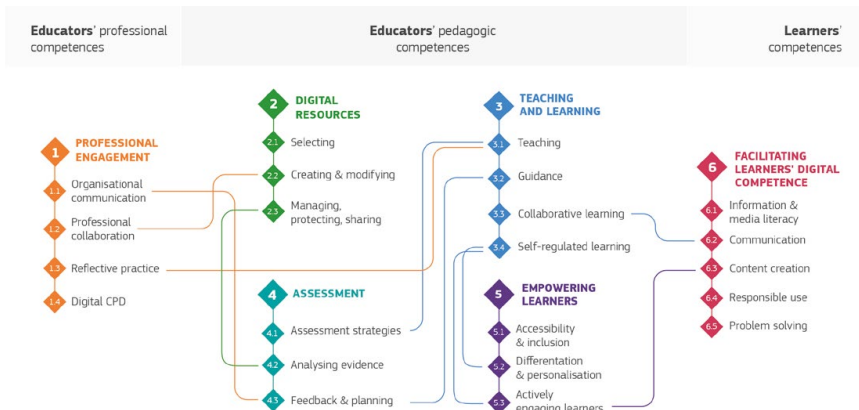 Educators' professional
competences
Educators' pedagogic
competences
Learners'
competences
1
PROFESSIONAL
ENGAGEMENT
1.1
Organisational
communication
1.2
Professional
collaboration
1.3
Reflective practice
1.4
Digital CPD
2
DIGITAL
RESOURCES
2.1
Selecting
2.2
Creating & modifying
2.3
Managing,
protecting, sharing
4
ASSESSMENT
4.1
Assessment strategies
4.2
Analysing evidence
4.3
Feedback & planning
3
TEACHING
AND LEARNING
3.1
Teaching
3.2
Guidance
3.3
Collaborative learning
3.4
Self-regulated learning
5
EMPOWERING
LEARNERS
5.1
Accessibility
& inclusion
5.2
Differentation
& personalisation
5.3
Actively
engaging learners
6
FACILITATING
LEARNERS' DIGITAL
COMPETENCE
6.1
Information &
media literacy
6.2
Communication
6.3
Content creation
6.4
Responsible use
6.5
Problem solving